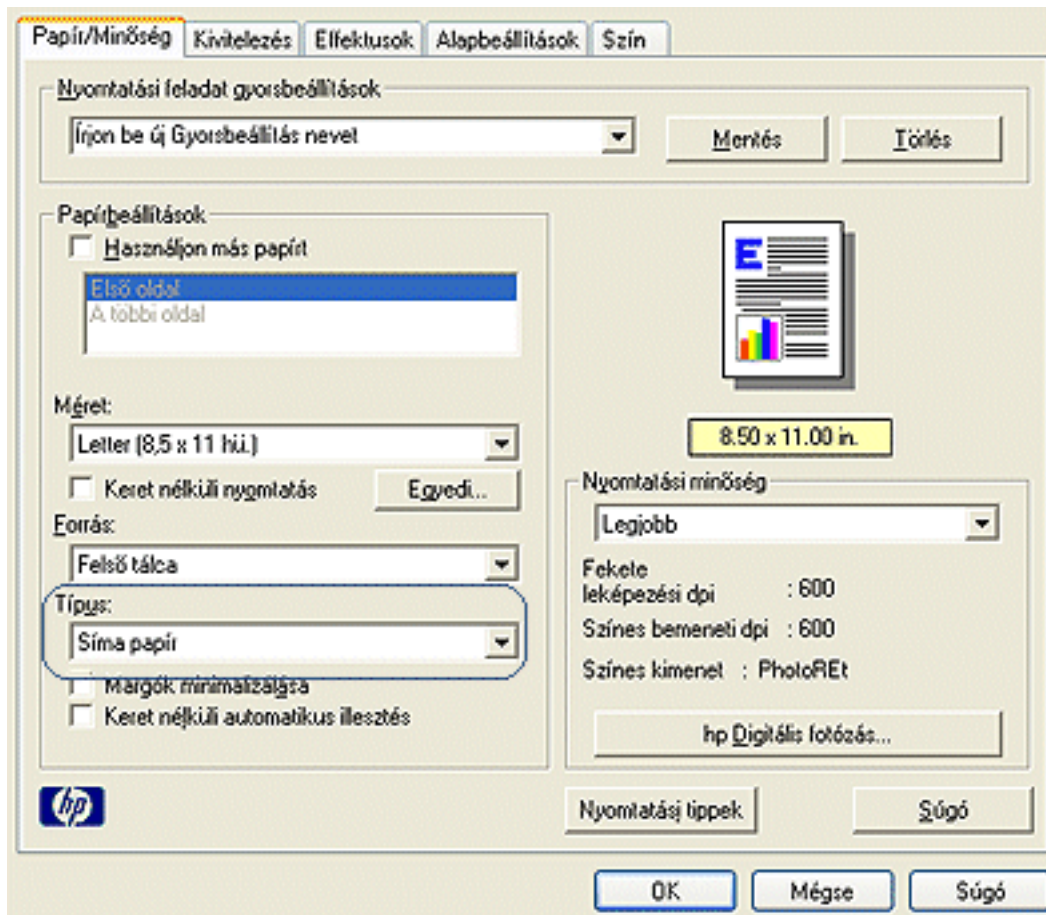 Papír/Minőség Kivitelezés Effektusok Alapbeállítások Szín
Nyomtatási feladat gyorsbeállítások
Írjon be új Gyorsbeállítás nevet Mentés Törlés
Papírbeállítások
Használjon más papírt
Első oldal
A többi oldal
E
Méret:
Letter (8,5 x 11 hü.)
8.50 x 11.00 in.
Keret nélküli nyomtatás Egyedi...
Nyomtatási minőség
Legjobb
Forrás:
Felső tálca
Fekete
leképezési dpi : 600
Típus:
Síma papír
Színes bemeneti dpi : 600
Színes kimenet : PhotoREt
Margók minimalizálása
Keret nélküli automatikus illesztés
hp Digitális fotózás...
hp
Nyomtatási tippek Súgó
OK Mégse Súgó